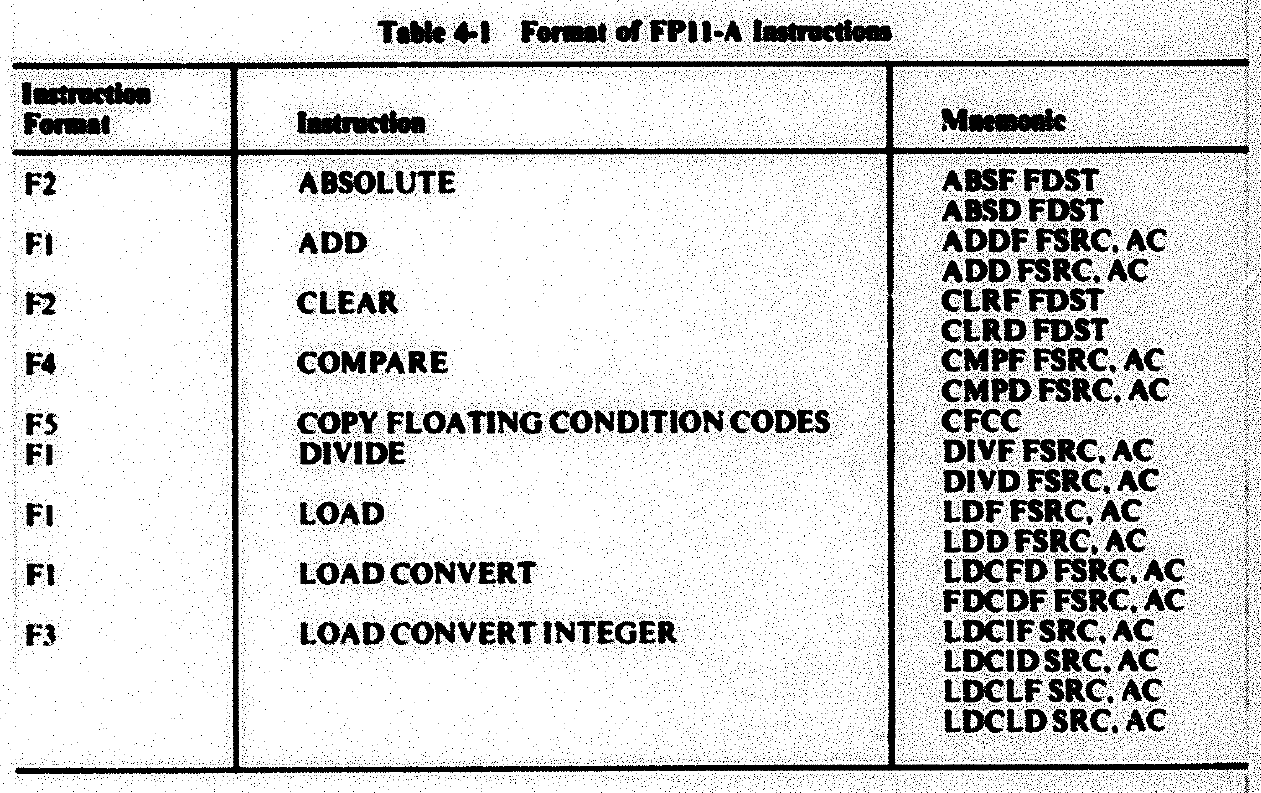 Table 4-1 Format of FP11-A Instructions
Instruction
Format Instruction Mnemonic
F2 ABSOLUTE ABSF FDST
ABSD FDST
F1 ADD ADDF FSRC, AC
ADD FSRC, AC
F2 CLEAR CLRF FDST
CLRD FDST
F4 COMPARE CMPF FSRC, AC
CMPD FSRC, AC
F5 COPY FLOATING CONDITION CODES CFCC
F1 DIVIDE DIVF FSRC, AC
DIVD FSRC, AC
F1 LOAD LDF FSRC, AC
LDD FSRC, AC
F1 LOAD CONVERT LDCFD FSRC, AC
FDCDF FSRC, AC
F3 LOAD CONVERT INTEGER LDCIF SRC, AC
LDCID SRC, AC
LDCLF SRC, AC
LDCLD SRC, AC